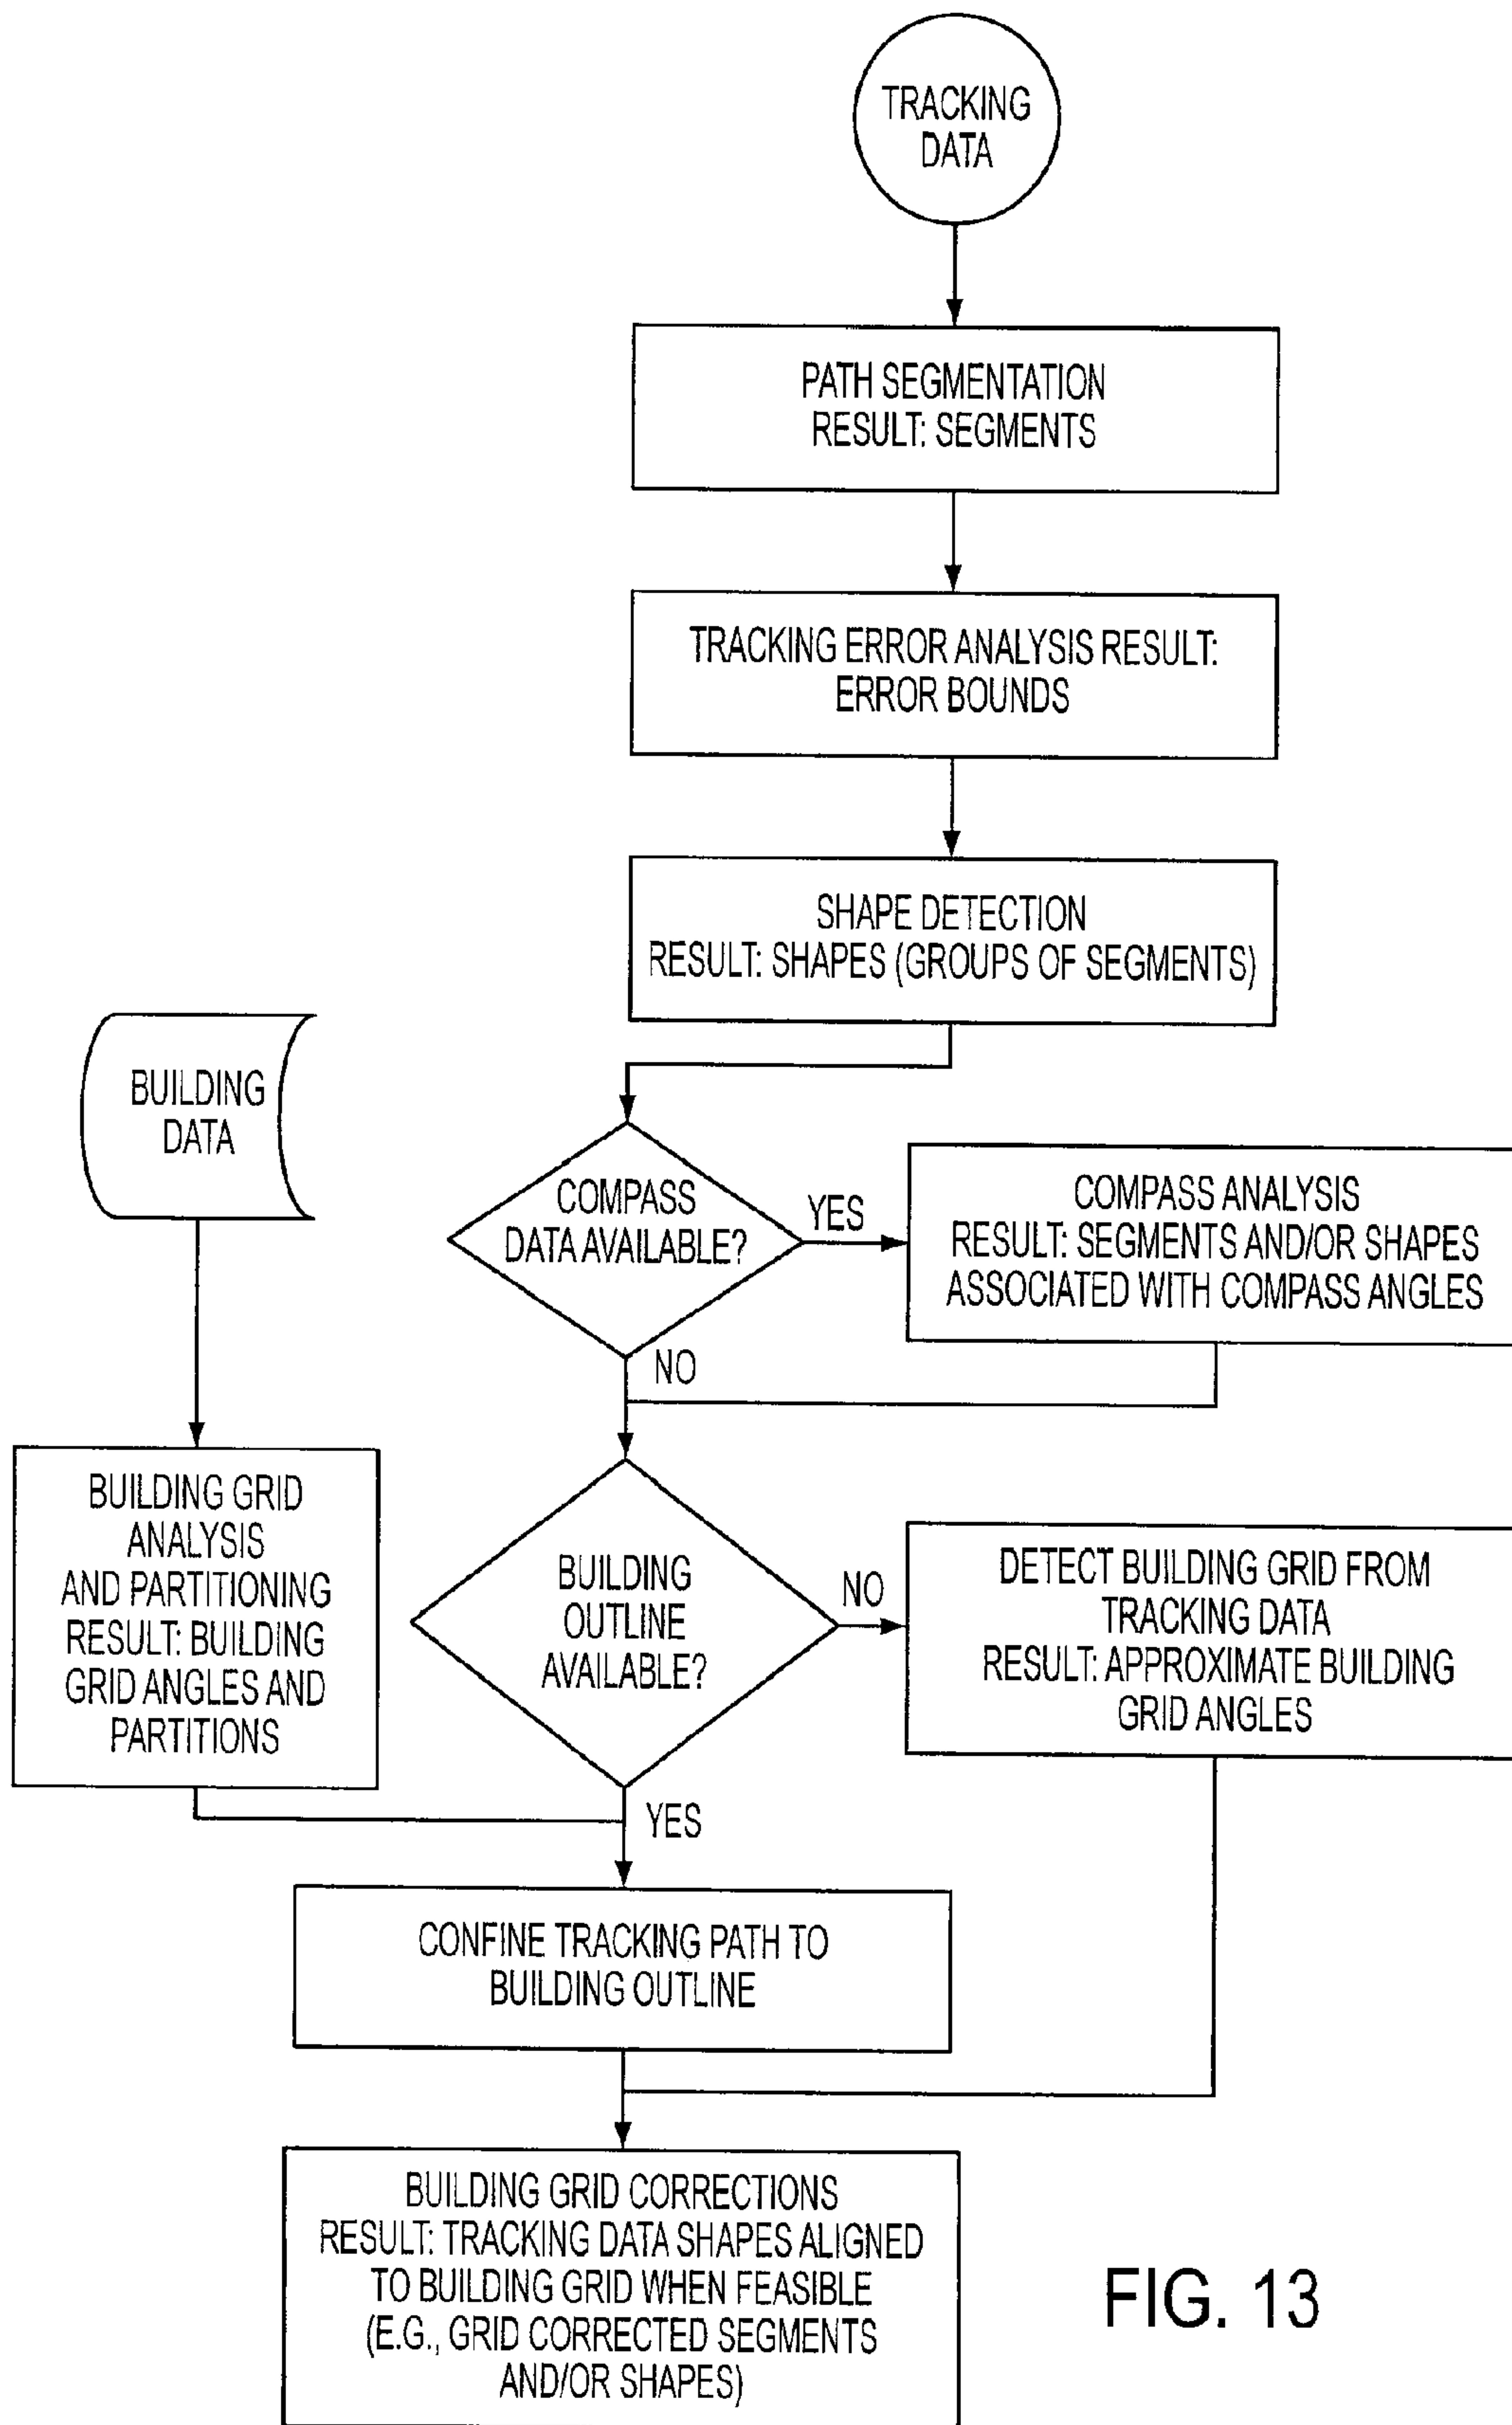 TRACKING
DATA
PATH SEGMENTATION
RESULT: SEGMENTS
TRACKING ERROR ANALYSIS RESULT:
ERROR BOUNDS
SHAPE DETECTION
RESULT: SHAPES (GROUPS OF SEGMENTS)
BUILDING
DATA
COMPASS
DATA AVAILABLE?
YES
COMPASS ANALYSIS
RESULT: SEGMENTS AND/OR SHAPES
ASSOCIATED WITH COMPASS ANGLES
NO
BUILDING GRID
ANALYSIS
AND PARTITIONING
RESULT: BUILDING
GRID ANGLES AND
PARTITIONS
BUILDING
OUTLINE
AVAILABLE?
NO
DETECT BUILDING GRID FROM
TRACKING DATA
RESULT: APPROXIMATE BUILDING
GRID ANGLES
YES
CONFINE TRACKING PATH TO
BUILDING OUTLINE
BUILDING GRID CORRECTIONS
RESULT: TRACKING DATA SHAPES ALIGNED
TO BUILDING GRID WHEN FEASIBLE
(E.G., GRID CORRECTED SEGMENTS
AND/OR SHAPES)
FIG. 13